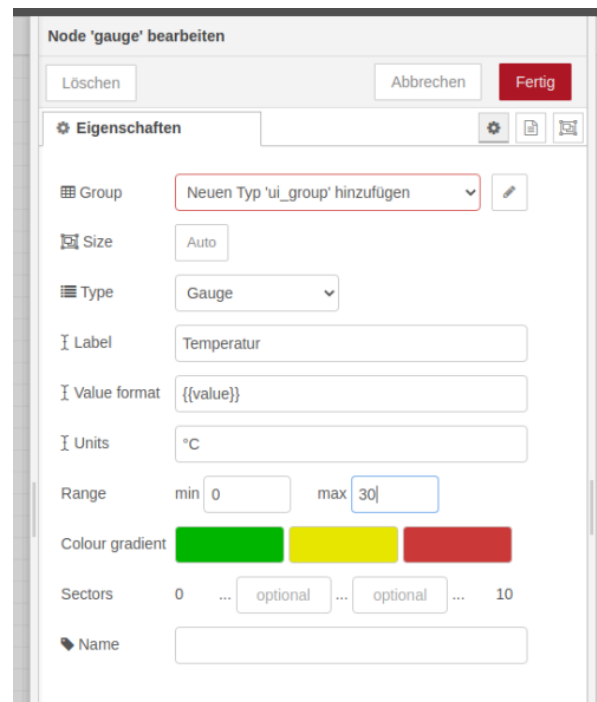 Node 'gauge' bearbeiten
Löschen Abbrechen Fertig
Eigenschaften
Group Neuen Typ 'ui_group' hinzufügen
Size Auto
Type Gauge
Label Temperatur
Value format {{value}}
Units °C
Range min 0 max 30
Colour gradient
Sectors 0 ... optional ... optional ... 10
Name